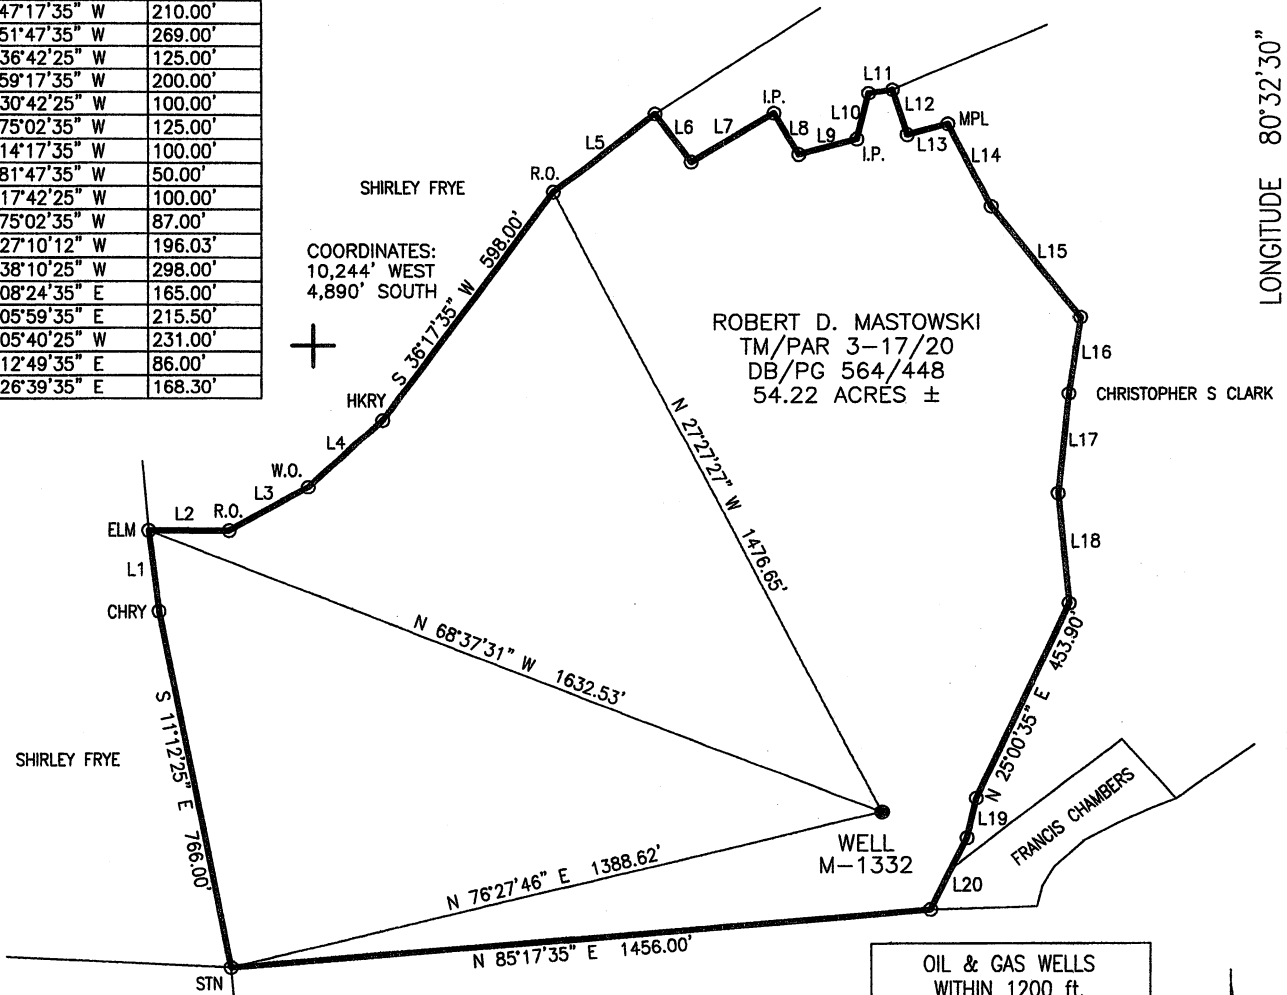 47°17'35" W 210.00'
51°47'35" W 269.00'
36°42'25" W 125.00'
59°17'35" W 200.00'
30°42'25" W 100.00'
75°02'35" W 125.00'
14°17'35" W 100.00'
81°47'35" W 50.00'
17°42'25" W 100.00'
75°02'35" W 87.00'
27°10'12" W 196.03'
38°10'25" W 298.00'
08°24'35" E 165.00'
05°59'35" E 215.50'
05°40'25" W 231.00'
12°49'35" E 86.00'
26°39'35" E 168.30'
LONGITUDE 80°32'30"
L11
I.P.
L10
L12
MPL
L6
L7
L8
L9
I.P.
L13
L5
L14
R.O.
SHIRLEY FRYE
COORDINATES:
10,244' WEST
4,890' SOUTH
S 36°17'35" W 598.00'
L15
ROBERT D. MASTOWSKI
TM/PAR 3-17/20
DB/PG 564/448
54.22 ACRES ±
L16
CHRISTOPHER S CLARK
HKRY
L4
L17
N 27°27'27" W 1476.65'
W.O.
L3
R.O.
L2
ELM
L18
L1
CHRY
N 68°37'31" W 1632.53'
S 11°12'25" E 766.00'
N 25°00'35" E 453.90'
SHIRLEY FRYE
L19
FRANCIS CHAMBERS
WELL
M-1332
N 76°27'46" E 1388.62'
L20
N 85°17'35" E 1456.00'
STN
OIL & GAS WELLS
WITHIN 1200 ft.